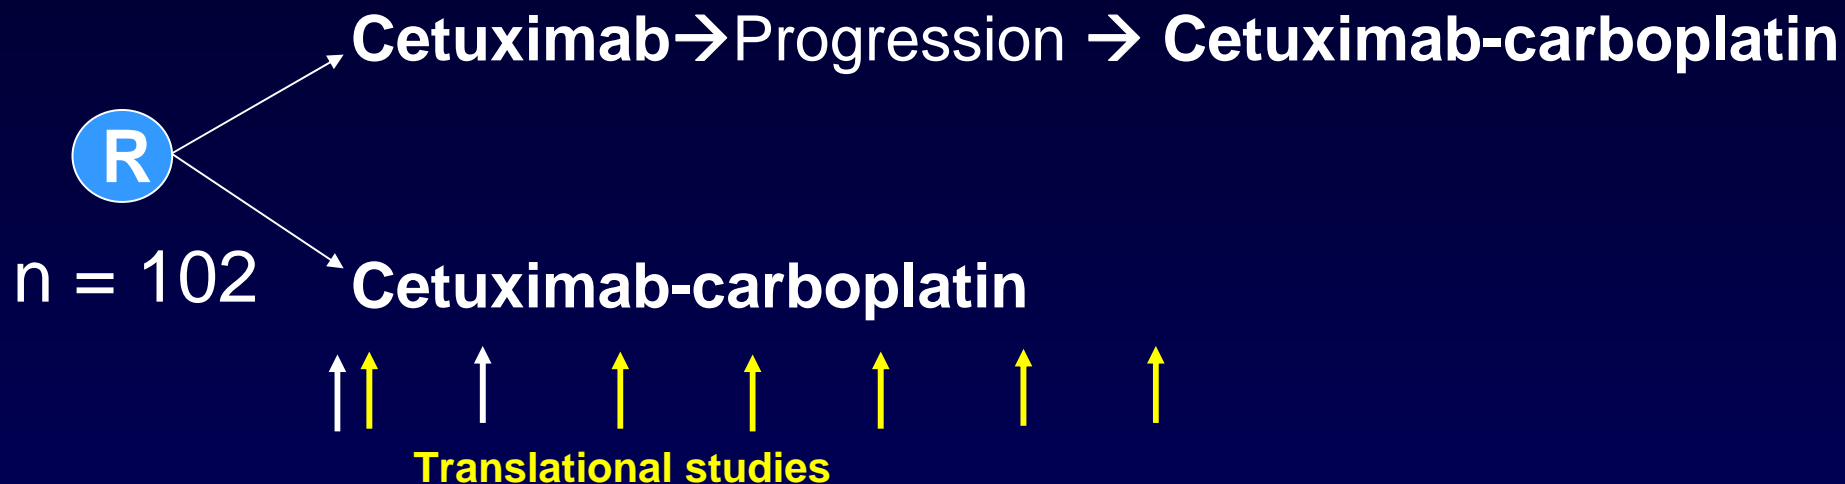 Cetuximab→Progression → Cetuximab-carboplatin
R
n = 102
Cetuximab-carboplatin
Translational studies